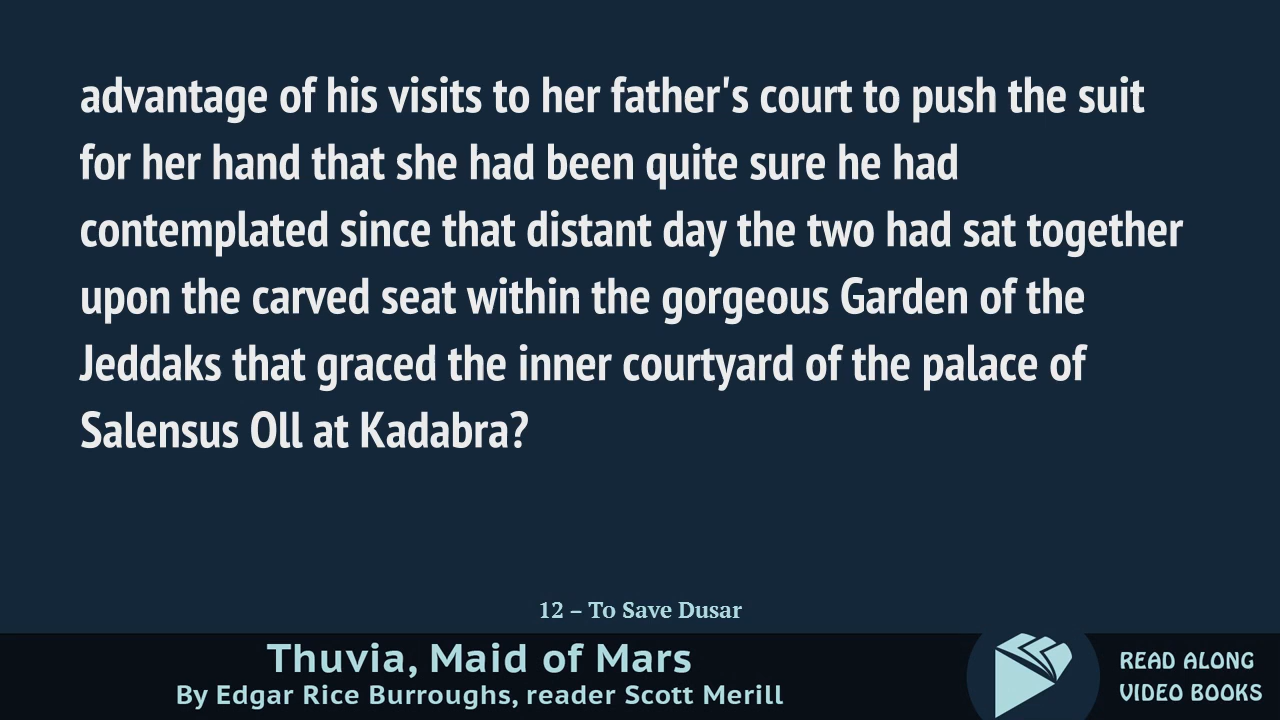 advantage of his visits to her father's court to push the suit
for her hand that she had been quite sure he had
contemplated since that distant day the two had sat together
upon the carved seat within the gorgeous Garden of the
Jeddaks that graced the inner courtyard of the palace of
Salensus Oll at Kadabra?
12 – To Save Dusar
Thuvia, Maid of Mars
By Edgar Rice Burroughs, reader Scott Merill
READ ALONG
VIDEO BOOKS